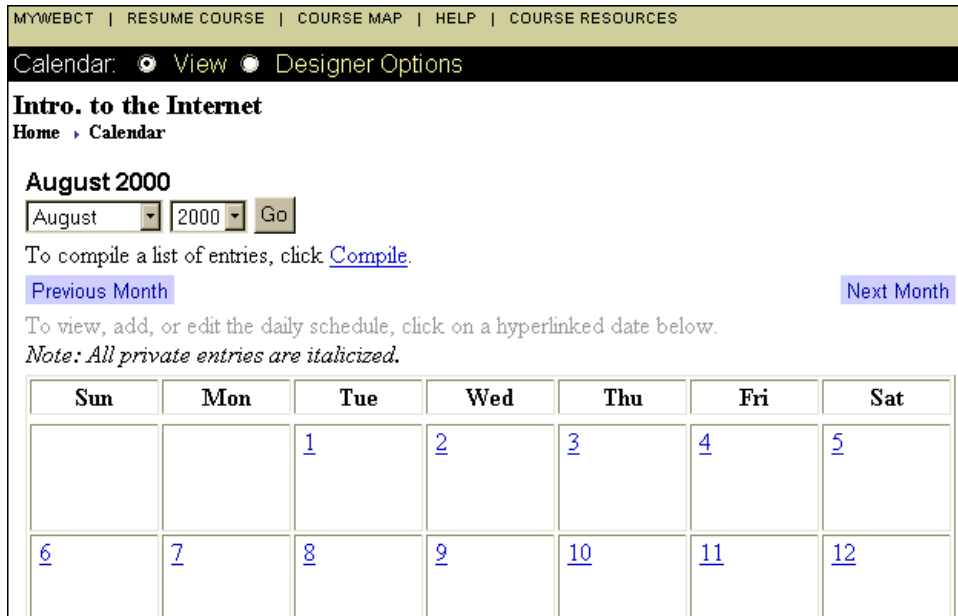 MYWEBCT | RESUME COURSE | COURSE MAP | HELP | COURSE RESOURCES
Calendar: View Designer Options
Intro. to the Internet
Home Calendar
August 2000
August 2000 Go
To compile a list of entries, click Compile.
Previous Month Next Month
To view, add, or edit the daily schedule, click on a hyperlinked date below.
Note: All private entries are italicized.
Sun Mon Tue Wed Thu Fri Sat
1 2 3 4 5
6 7 8 9 10 11 12